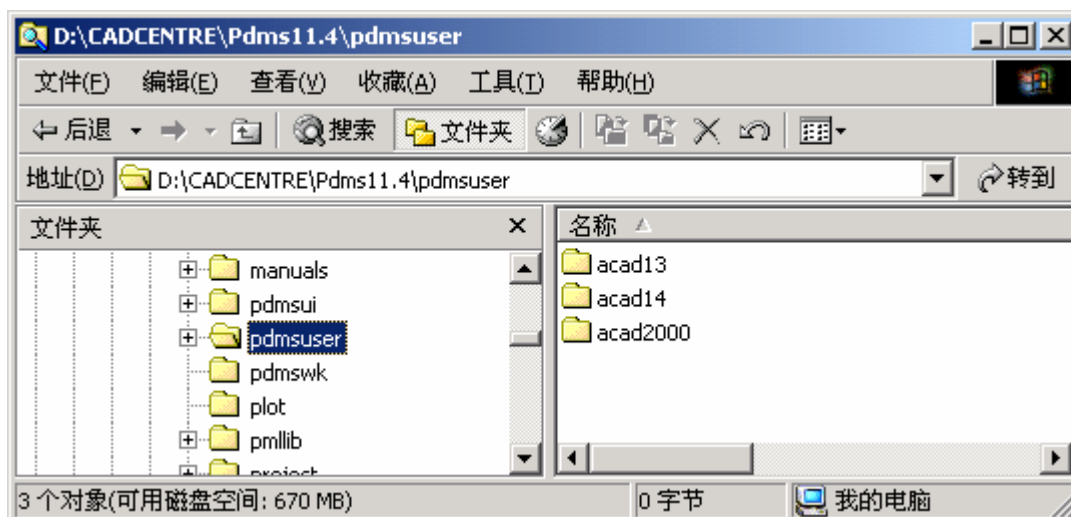 D:\CADCENTRE\Pdms11.4\pdmsuser
文件(F) 编辑(E) 查看(V) 收藏(A) 工具(T) 帮助(H)
后退 搜索 文件夹
地址(D) D:\CADCENTRE\Pdms11.4\pdmsuser 转到
文件夹
manuals
pdmsui
pdmsuser
pdmswk
plot
pmllib
project
名称
acad13
acad14
acad2000
3 个对象(可用磁盘空间: 670 MB) 0 字节 我的电脑